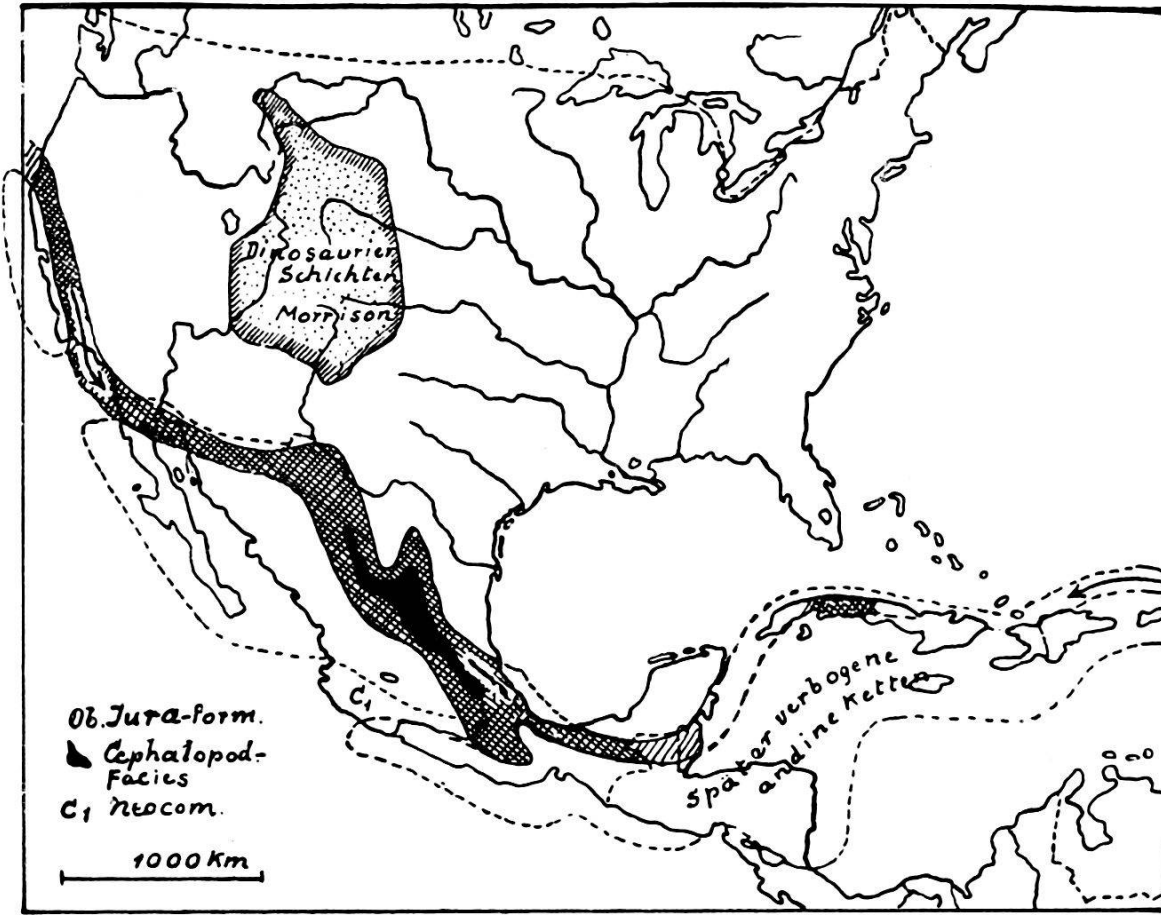 Dinosaurier
Schichten
Morrison
C₁
Später verbogene
andine Ketten
Ob. Jura-form.
Cephalopod-
Facies
C₁ Neocom.
1000 Km